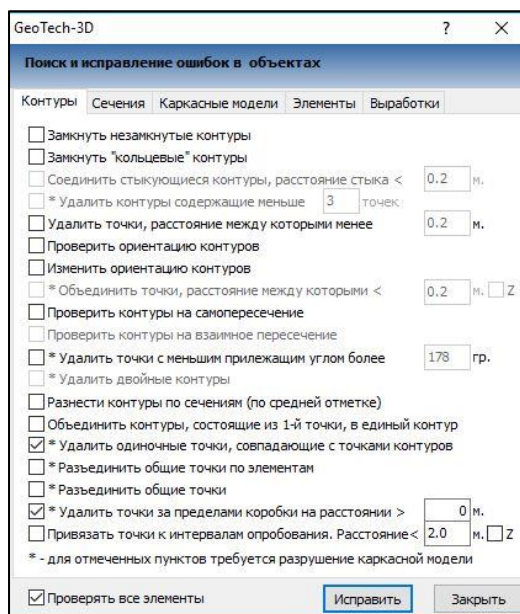 GeoTech-3D ? ×
Поиск и исправление ошибок в объектах
Контуры Сечения Каркасные модели Элементы Выработки
Замкнуть незамкнутые контуры
Замкнуть "кольцевые" контуры
Соединить стыкующиеся контуры, расстояние стыка < 0.2 м.
* Удалить контуры содержащие меньше 3 точек
Удалить точки, расстояние между которыми менее 0.2 м.
Проверить ориентацию контуров
Изменить ориентацию контуров
* Объединить точки, расстояние между которыми < 0.2 м. Z
Проверить контуры на самопересечение
Проверить контуры на взаимное пересечение
* Удалить точки с меньшим прилежащим углом более 178 гр.
* Удалить двойные контуры
Разнести контуры по сечениям (по средней отметке)
Объединить контуры, состоящие из 1-й точки, в единый контур
* Удалить одиночные точки, совпадающие с точками контуров
* Разъединить общие точки по элементам
* Разъединить общие точки
* Удалить точки за пределами коробки на расстоянии > 0 м.
Привязать точки к интервалам опробования. Расстояние< 2.0 м. Z
* - для отмеченных пунктов требуется разрушение каркасной модели
Проверять все элементы Исправить Закрыть